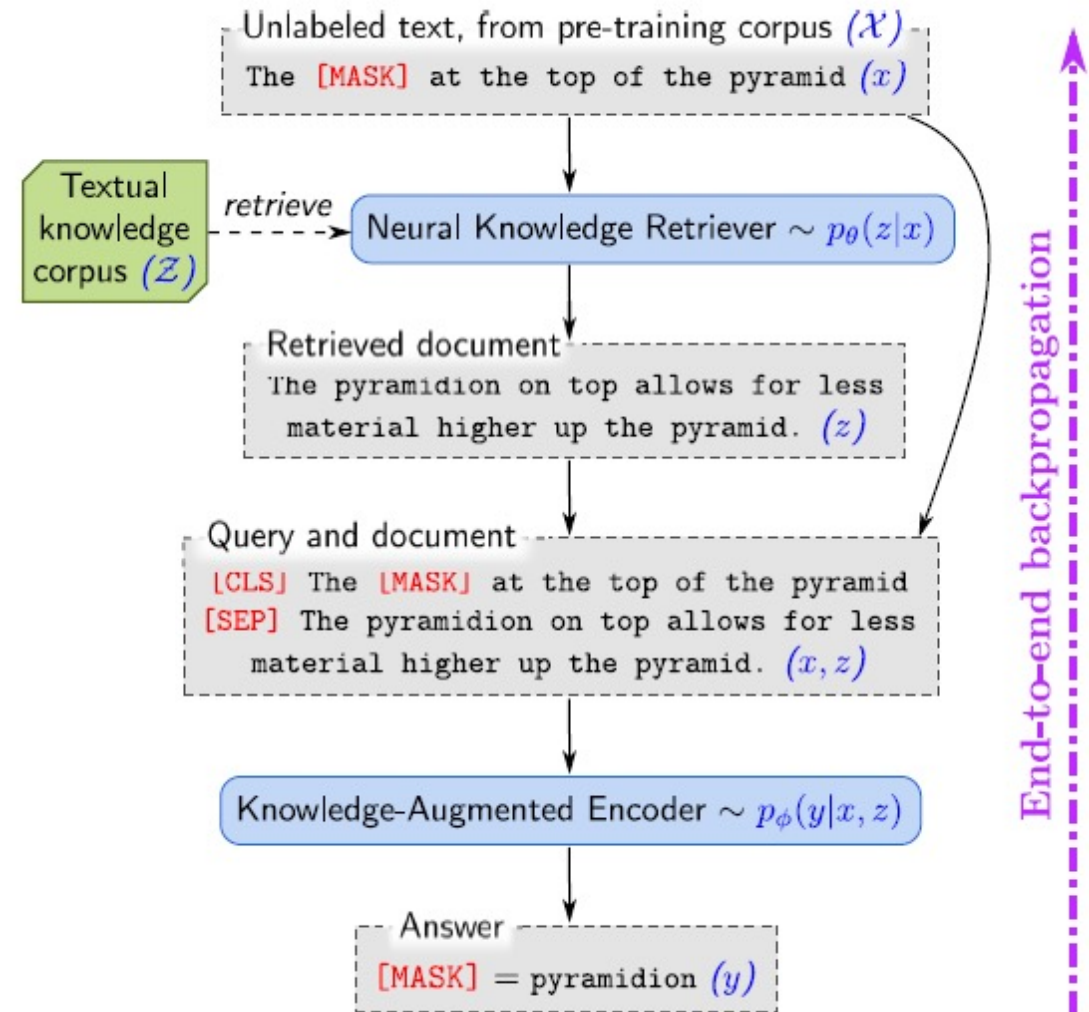 Unlabeled text, from pre-training corpus (𝒳)
The [MASK] at the top of the pyramid (x)
Textual
knowledge
corpus (𝒵)
retrieve
Neural Knowledge Retriever ∼ pθ(z|x)
Retrieved document
The pyramidion on top allows for less
material higher up the pyramid. (z)
Query and document
[CLS] The [MASK] at the top of the pyramid
[SEP] The pyramidion on top allows for less
material higher up the pyramid. (x, z)
Knowledge-Augmented Encoder ∼ pϕ(y|x, z)
Answer
[MASK] = pyramidion (y)
End-to-end backpropagation